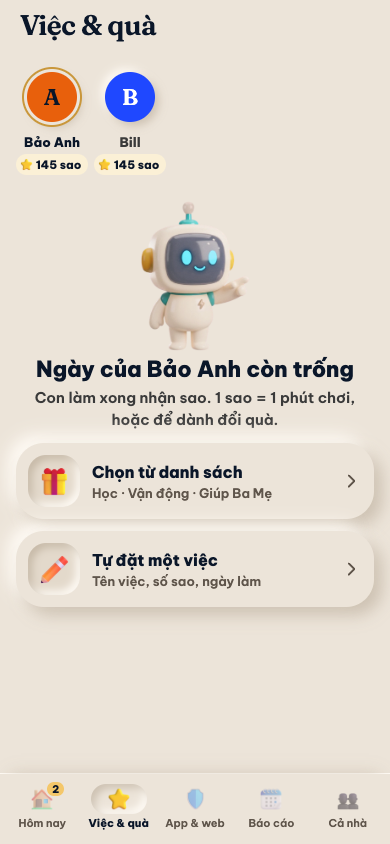 Việc & quà
A
B
Bảo Anh
Bill
145 sao
145 sao
Ngày của Bảo Anh còn trống
Con làm xong nhận sao. 1 sao = 1 phút chơi,
hoặc để dành đổi quà.
Chọn từ danh sách
Học · Vận động · Giúp Ba Mẹ
Tự đặt một việc
Tên việc, số sao, ngày làm
2
Hôm nay
Việc & quà
App & web
Báo cáo
Cả nhà